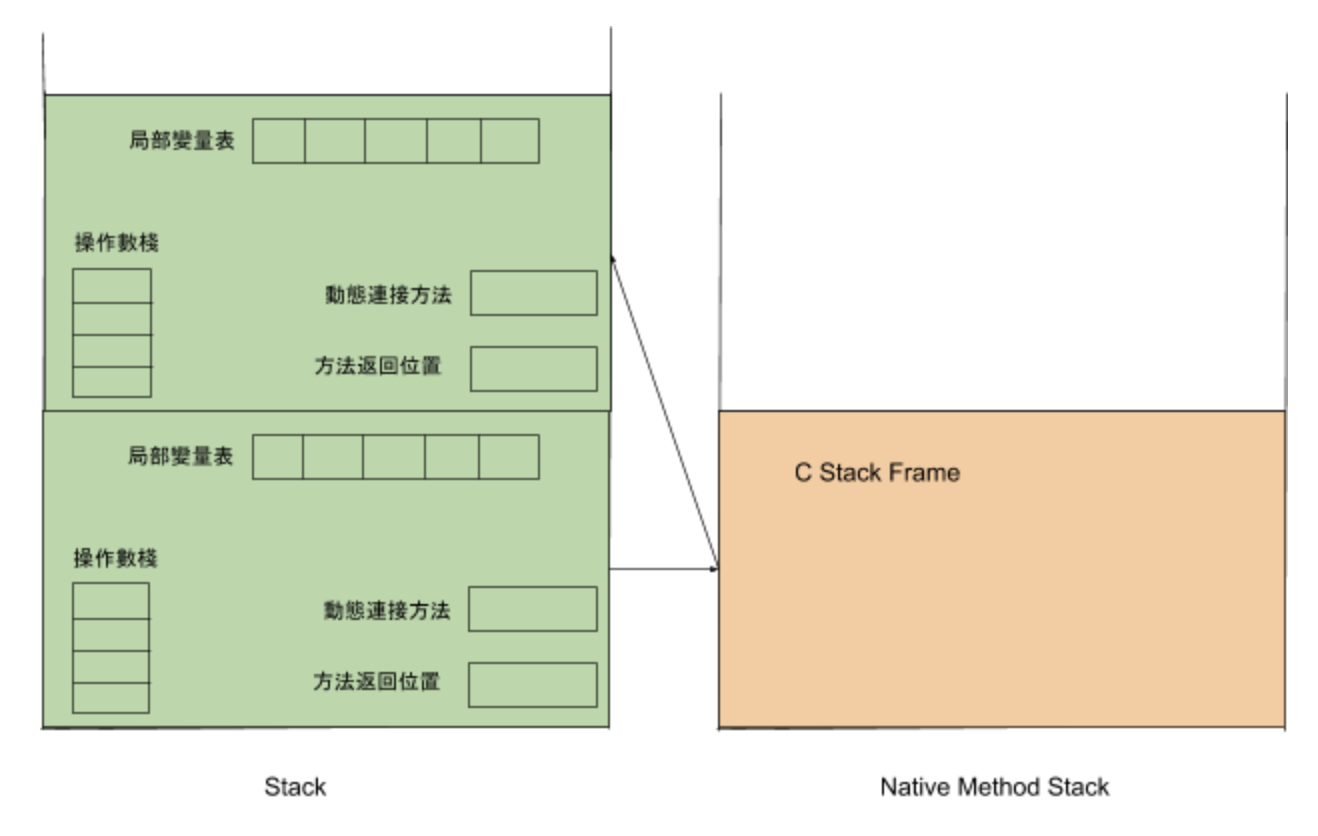 局部變量表
操作數棧
動態連接方法
方法返回位置
局部變量表
操作數棧
動態連接方法
方法返回位置
C Stack Frame
Stack
Native Method Stack